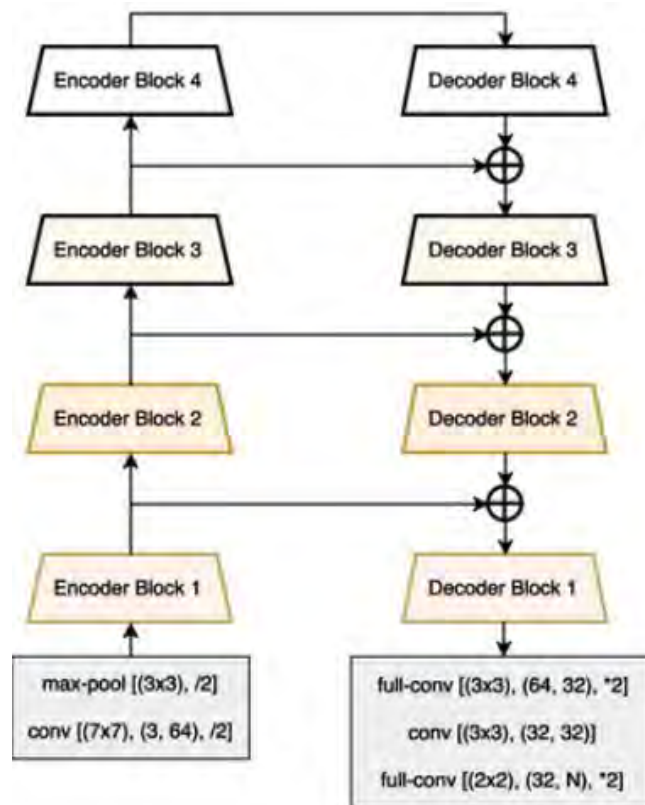 Encoder Block 4
Decoder Block 4
Encoder Block 3
Decoder Block 3
Encoder Block 2
Decoder Block 2
Encoder Block 1
Decoder Block 1
max-pool [(3x3), /2]
conv [(7x7), (3, 64), /2]
full-conv [(3x3), (64, 32), *2]
conv [(3x3), (32, 32)]
full-conv [(2x2), (32, N), *2]